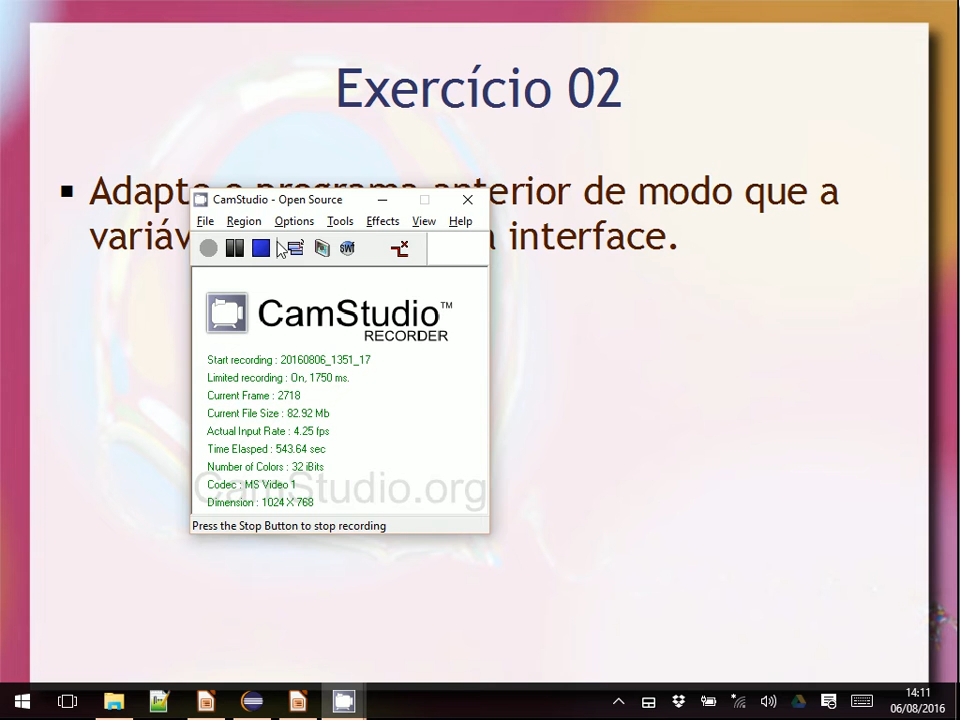 Exercício 02
anterior de modo que a
interface.
CamStudio - Open Source
File Region Options Tools Effects View Help
CamStudio™
RECORDER
Start recording : 20160806_1351_17
Limited recording : On, 1750 ms.
Current Frame : 2718
Current File Size : 82.92 Mb
Actual Input Rate : 4.25 fps
Time Elasped : 543.64 sec
Number of Colors : 32 iBits
Codec : MS Video 1
Dimension : 1024 X 768
CamStudio.org
Press the Stop Button to stop recording
14:11
06/08/2016